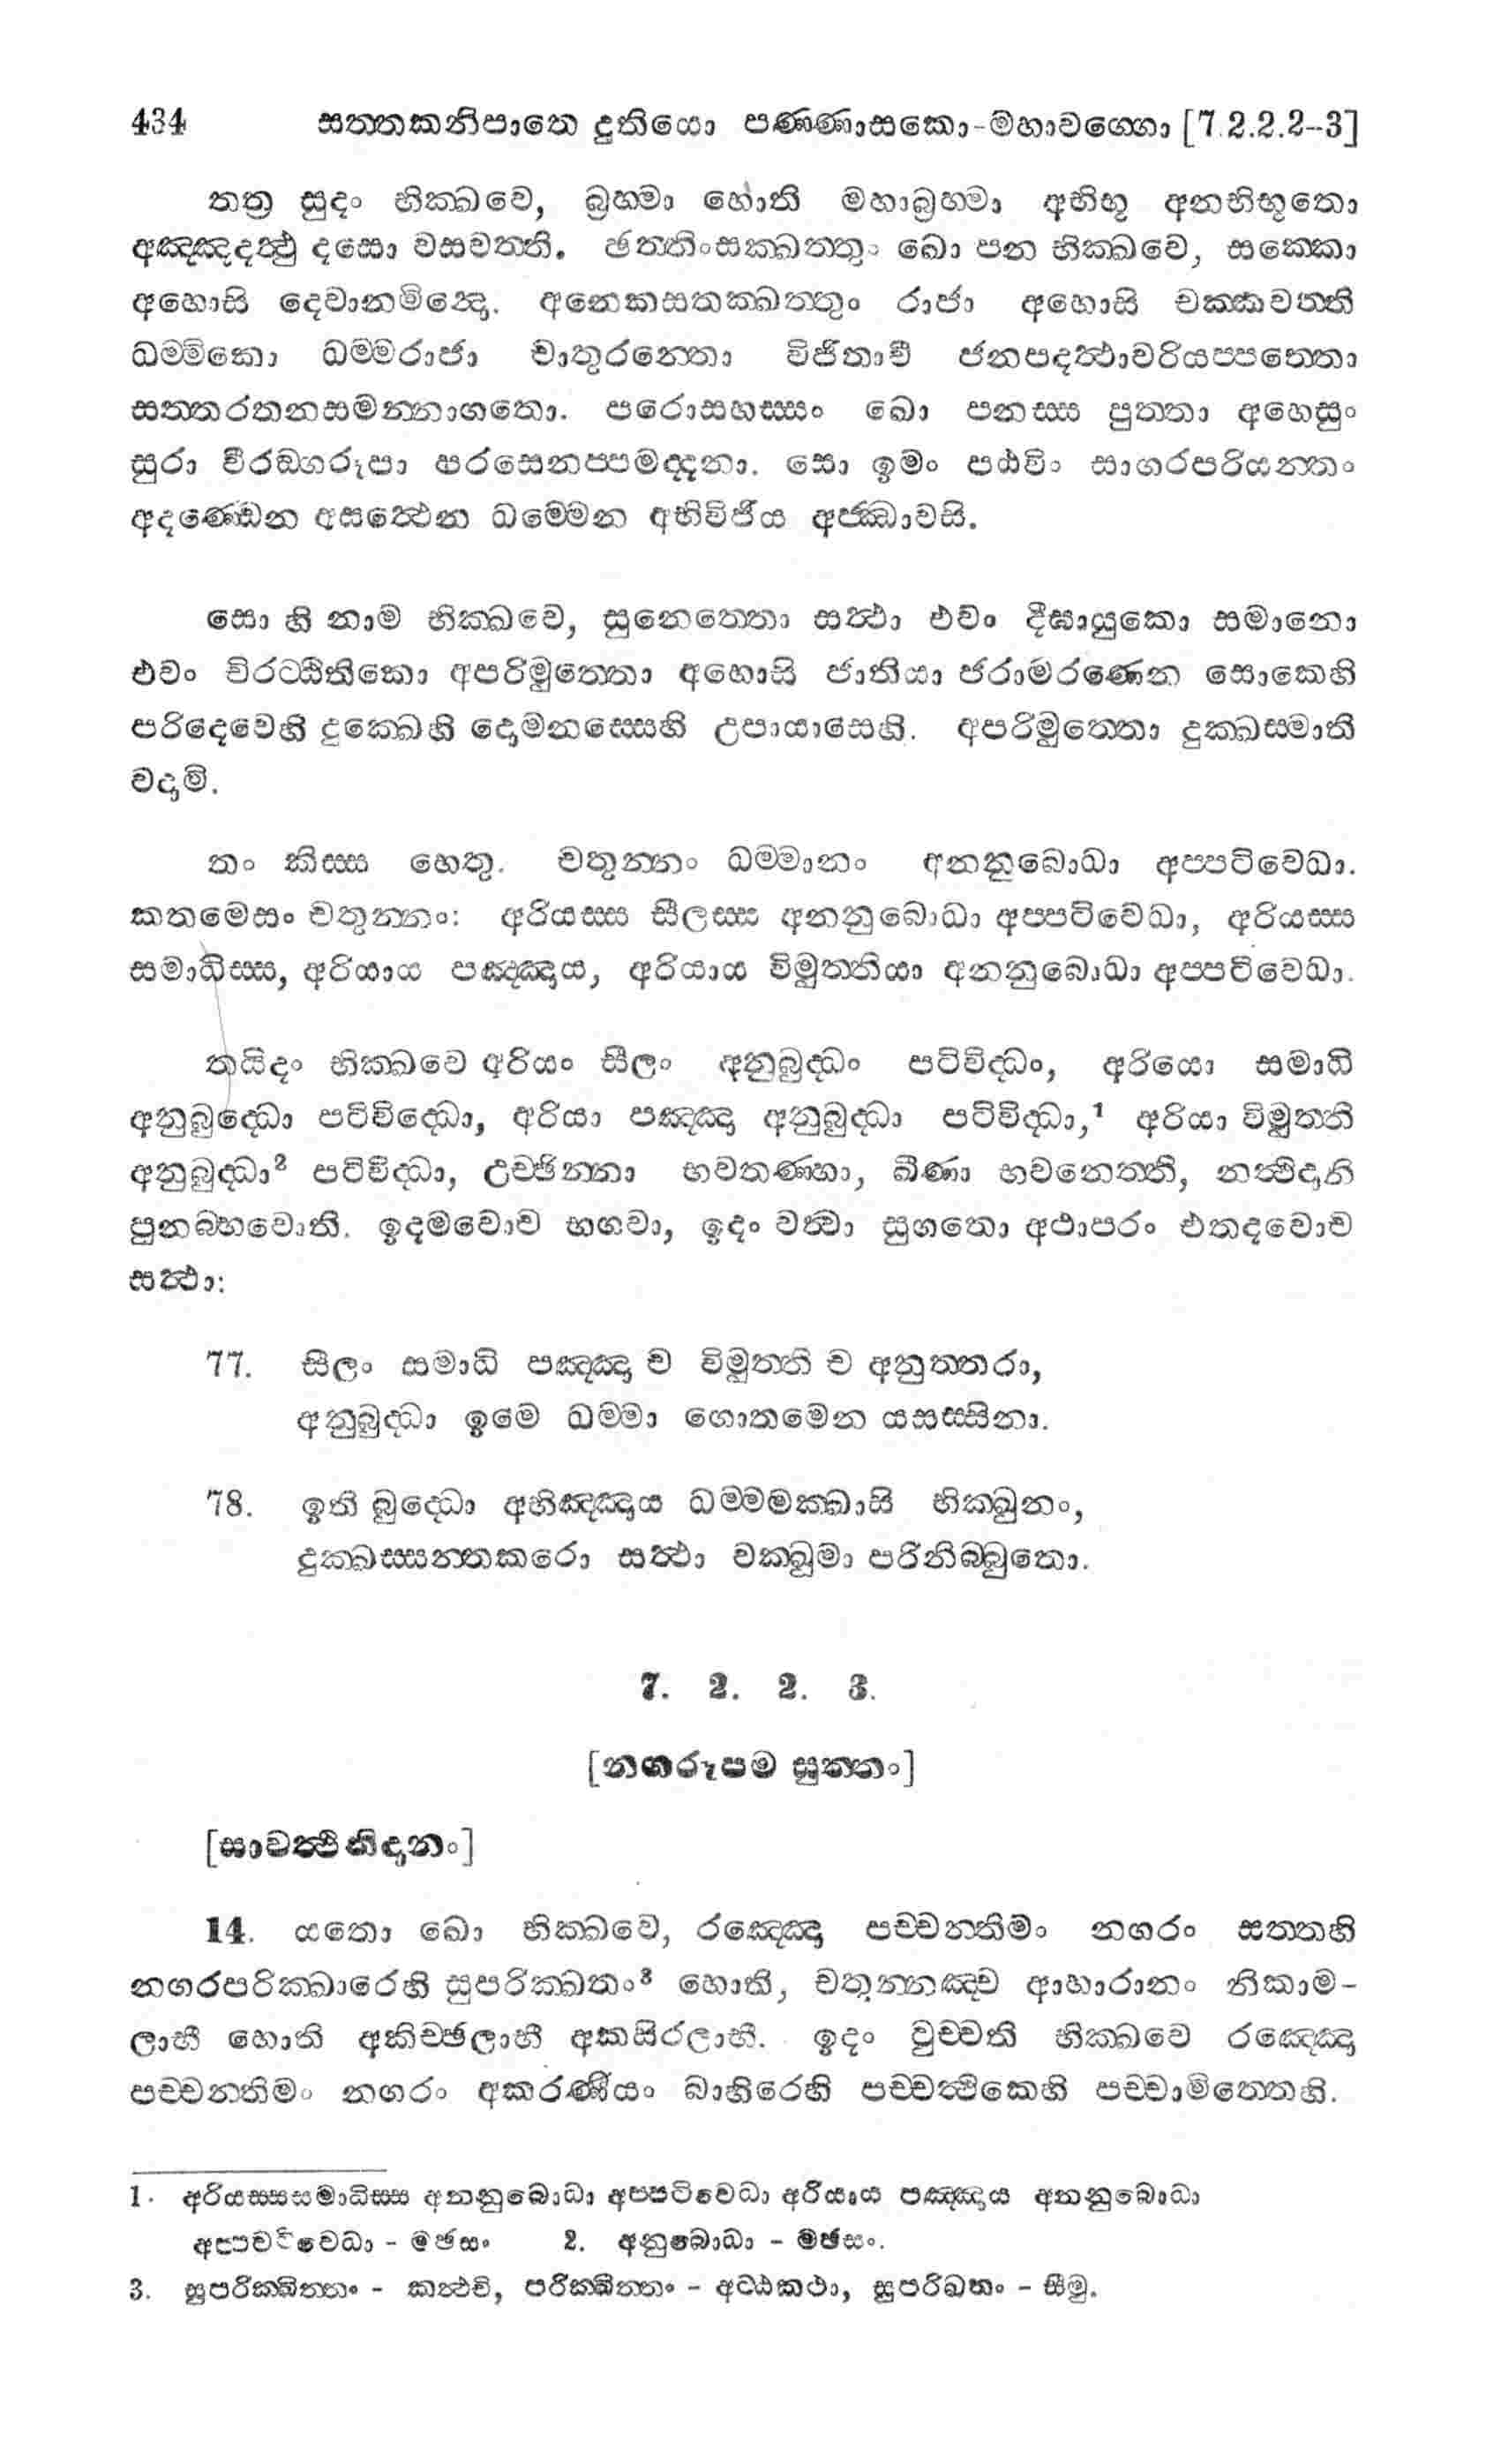 434 සත්තකනිපාතෙ දුතියො පණ්ණාසකො-මහාවග්ගො [7.2.2.2-3]
තත්‍ර සුදං භික්ඛවෙ, බ්‍රහ්මා හොති මහාබ්‍රහ්මා අභිභූ අනභිභූතො
අඤ්ඤදත්ථු දසො වසවත්ති. ඡත්තිංසක්ඛත්තුං ඛො පන භික්ඛවෙ, සක්කො
අහොසි දෙවානමින්දො. අනෙකසතක්ඛත්තුං රාජා අහොසි චක්කවත්ති
ධම්මිකො ධම්මරාජා චාතුරන්තො විජිතාවී ජනපදත්ථාවරියප්පත්තො
සත්තරතනසමන්නාගතො. පරොසහස්සං ඛො පනස්ස පුත්තා අහෙසුං
සුරා වීරඞ්ගරූපා පරසෙනප්පමද්දනා. සො ඉමං පඨවිං සාගරපරියන්තං
අදණ්ඩෙන අසත්ථෙන ධම්මෙන අභිවිජිය අජ්ඣාවසි.
සො හි නාම භික්ඛවෙ, සුනෙත්තො සත්ථා එවං දීඝායුකො සමානො
එවං චිරට්ඨිතිකො අපරිමුත්තො අහොසි ජාතියා ජරාමරණෙන සොකෙහි
පරිදෙවෙහි දුක්ඛෙහි දොමනස්සෙහි උපායාසෙහි. අපරිමුත්තො දුක්ඛස්මාති
වදාමි.
තං කිස්ස හෙතු. චතුන්නං ධම්මානං අනනුබොධා අප්පටිවෙධා.
කතමෙසං චතුන්නං: අරියස්ස සීලස්ස අනනුබොධා අප්පටිවෙධා, අරියස්ස
සමාධිස්ස, අරියාය පඤ්ඤාය, අරියාය විමුත්තියා අනනුබොධා අප්පටිවෙධා.
තයිදං භික්ඛවෙ අරියං සීලං අනුබුද්ධං පටිවිද්ධං, අරියො සමාධි
අනුබුද්ධො පටිවිද්ධො, අරියා පඤ්ඤා අනුබුද්ධා පටිවිද්ධා,¹ අරියා විමුත්ති
අනුබුද්ධා² පටිවිද්ධා, උච්ඡින්නා භවතණ්හා, ඛීණා භවනෙත්ති, නත්ථිදානි
පුනබ්භවොති. ඉදමවොච භගවා, ඉදං වත්වා සුගතො අථාපරං එතදවොච
සත්ථා:
77. සීලං සමාධි පඤ්ඤා ච විමුත්ති ච අනුත්තරා,
අනුබුද්ධා ඉමෙ ධම්මා ගොතමෙන යසස්සිනා.
78. ඉති බුද්ධො අභිඤ්ඤාය ධම්මමක්ඛාසි භික්ඛුනං,
දුක්ඛස්සන්තකරො සත්ථා චක්ඛුමා පරිනිබ්බුතො.
7. 2. 2. 3.
[නගරූපම සුත්තං]
[සාවත්ථිනිදානං]
14. යතො ඛො භික්ඛවෙ, රඤ්ඤො පච්චන්තිමං නගරං සත්තහි
නගරපරික්ඛාරෙහි සුපරික්ඛතං³ හොති, චතුන්නඤ්ච ආහාරානං නිකාම-
ලාභී හොති අකිච්ඡලාභී අකසිරලාභී. ඉදං වුච්චති භික්ඛවෙ රඤ්ඤො
පච්චන්තිමං නගරං අකරණීයං බාහිරෙහි පච්චත්ථිකෙහි පච්චාමිත්තෙහි.
1. අරියස්සසමාධිස්ස අනනුබොධා අප්පටිවෙධා අරියාය පඤ්ඤාය අනනුබොධා
අප්පටිවෙධා - මඡසං 2. අනුබොධා - මඡසං.
3. සුපරික්ඛිත්තං - කත්ථචි, පරික්ඛිත්තං - අට්ඨකථා, සුපරිඛතං - සීමු.